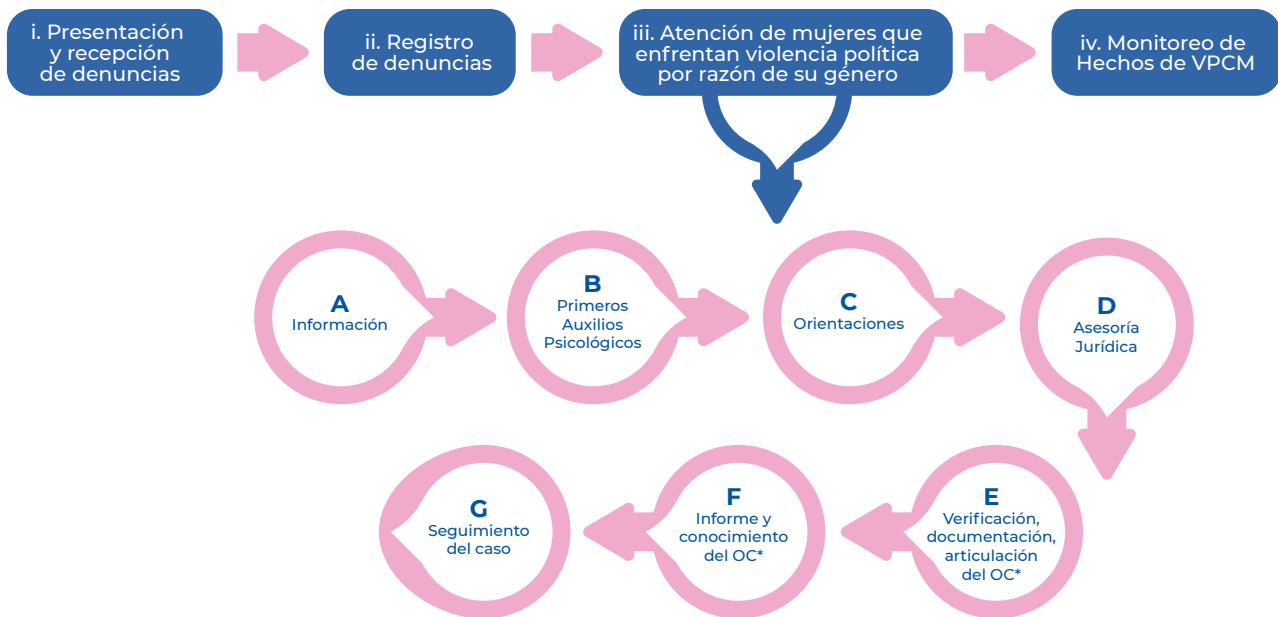 i. Presentación
y recepción
de denuncias
ii. Registro
de denuncias
iii. Atención de mujeres que
enfrentan violencia política
por razón de su género
iv. Monitoreo de
Hechos de VPCM
A
Información
B
Primeros
Auxilios
Psicológicos
C
Orientaciones
D
Asesoría
Jurídica
E
Verificación,
documentación,
articulación
del OC*
F
Informe y
conocimiento
del OC*
G
Seguimiento
del caso